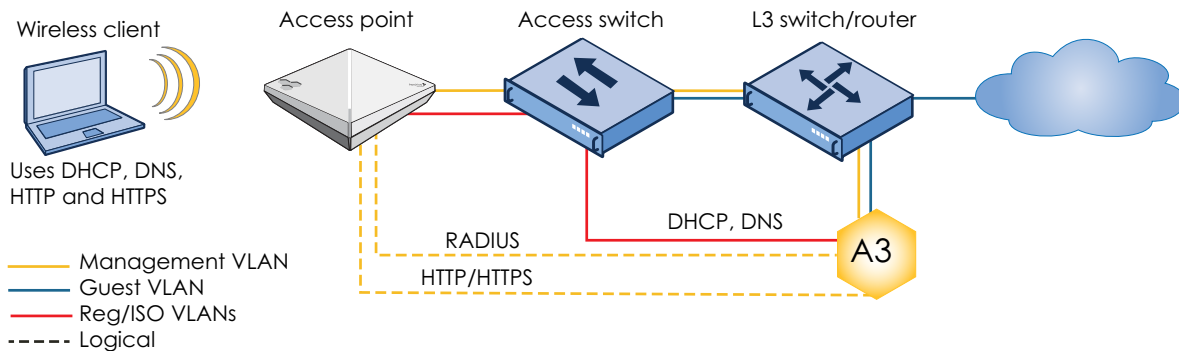 Access point
Access switch
L3 switch/router
Wireless client
Uses DHCP, DNS,
HTTP and HTTPS
DHCP, DNS
A3
RADIUS
HTTP/HTTPS
Management VLAN
Guest VLAN
Reg/ISO VLANs
Logical